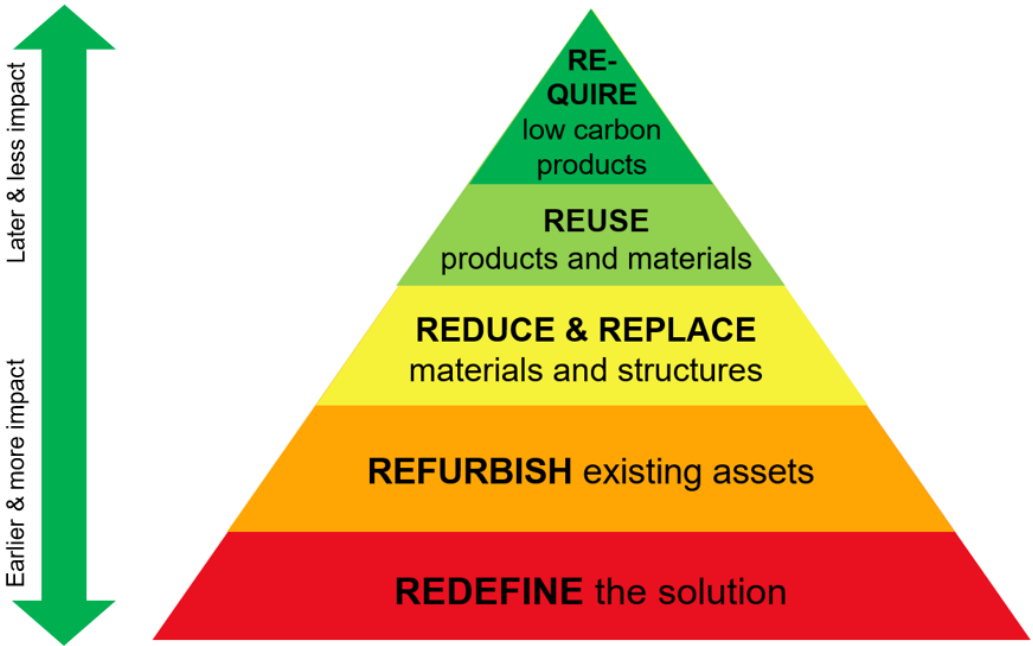 RE-
QUIRE
low carbon
products
REUSE
products and materials
REDUCE & REPLACE
materials and structures
REFURBISH existing assets
REDEFINE the solution
Later & less impact
Earlier & more impact